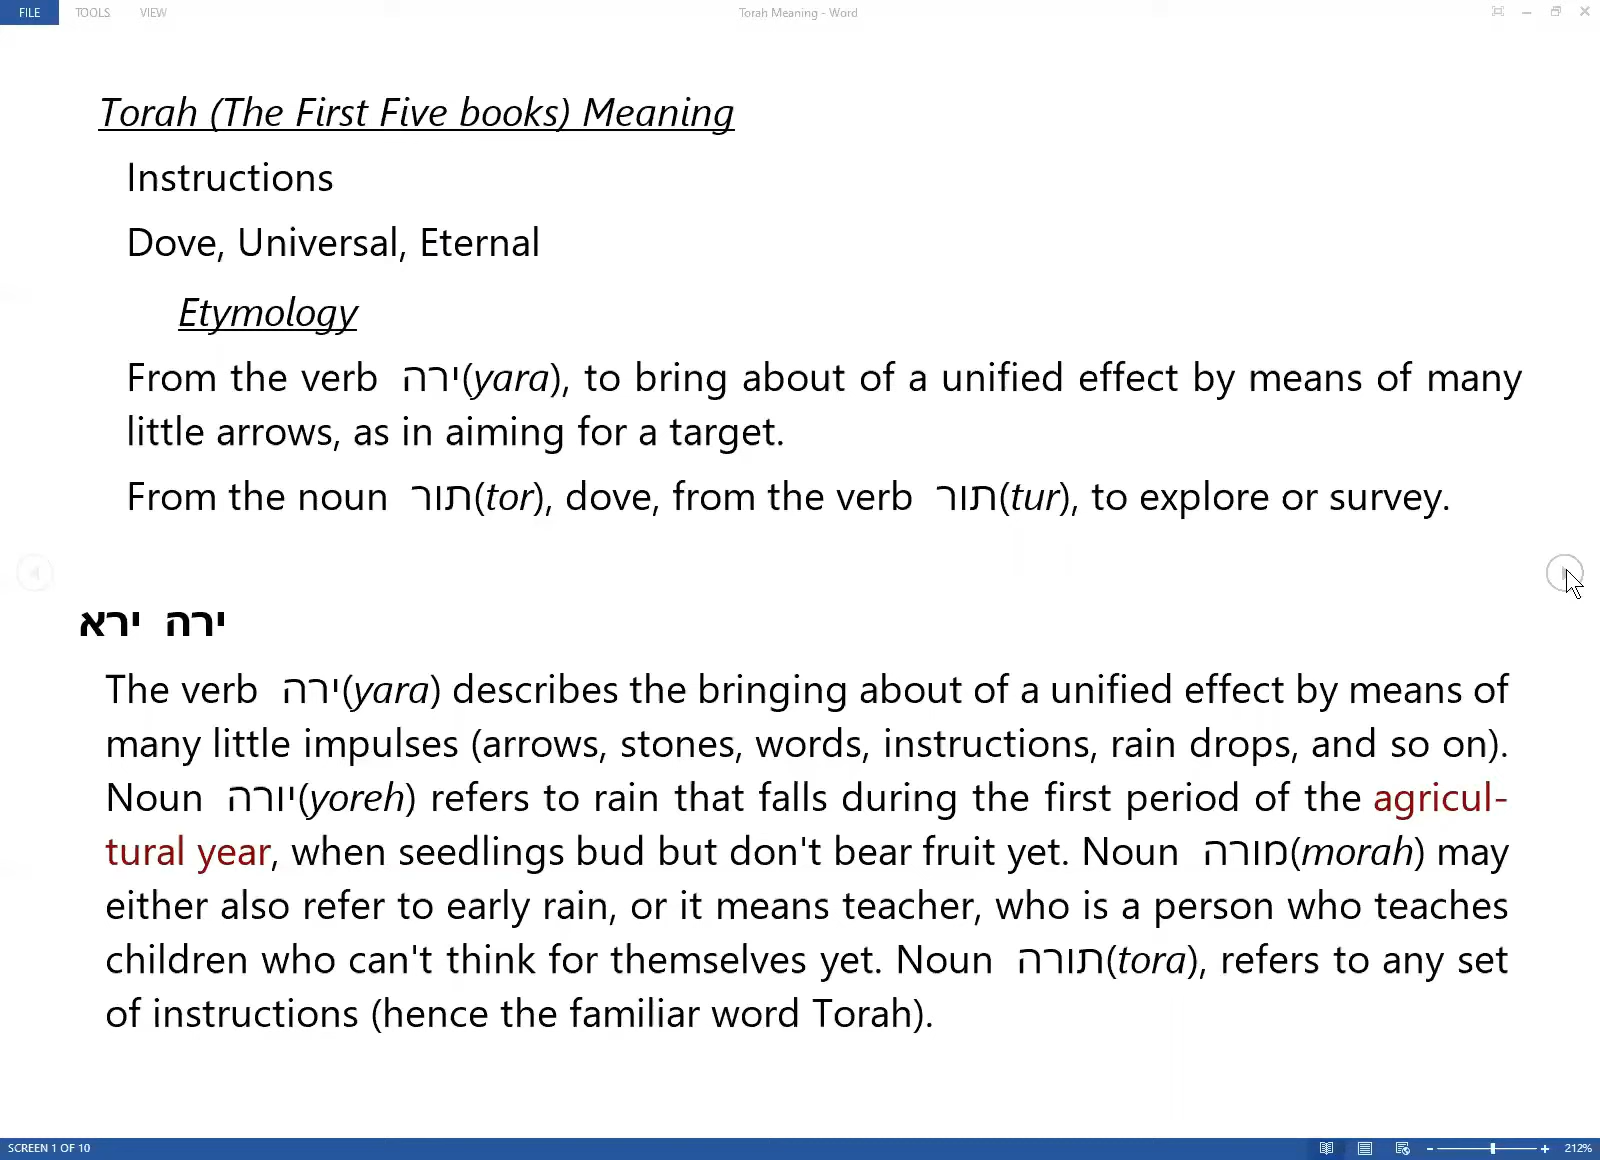 FILE TOOLS VIEW Torah Meaning - Word
Torah (The First Five books) Meaning
Instructions
Dove, Universal, Eternal
Etymology
From the verb ירה(yara), to bring about of a unified effect by means of many
little arrows, as in aiming for a target.
From the noun תור(tor), dove, from the verb תור(tur), to explore or survey.
ירה ירא
The verb ירה(yara) describes the bringing about of a unified effect by means of
many little impulses (arrows, stones, words, instructions, rain drops, and so on).
Noun יורה(yoreh) refers to rain that falls during the first period of the agricul-
tural year, when seedlings bud but don't bear fruit yet. Noun מורה(morah) may
either also refer to early rain, or it means teacher, who is a person who teaches
children who can't think for themselves yet. Noun תורה(tora), refers to any set
of instructions (hence the familiar word Torah).
SCREEN 1 OF 10 212%